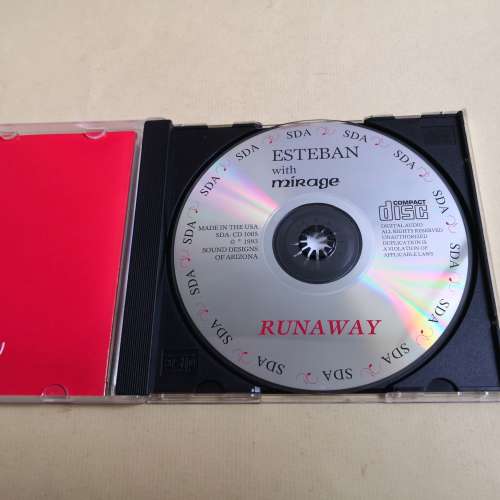 ESTEBAN
with
mirage
MADE IN THE USA
SDA-CD 1005
© ℗ 1993
SOUND DESIGNS
OF ARIZONA
COMPACT
disc
DIGITAL AUDIO
ALL RIGHTS RESERVED
UNAUTHORIZED
DUPLICATION IS
A VIOLATION OF
APPLICABLE LAWS
RUNAWAY
SDA SDA SDA SDA SDA SDA SDA SDA SDA SDA SDA SDA